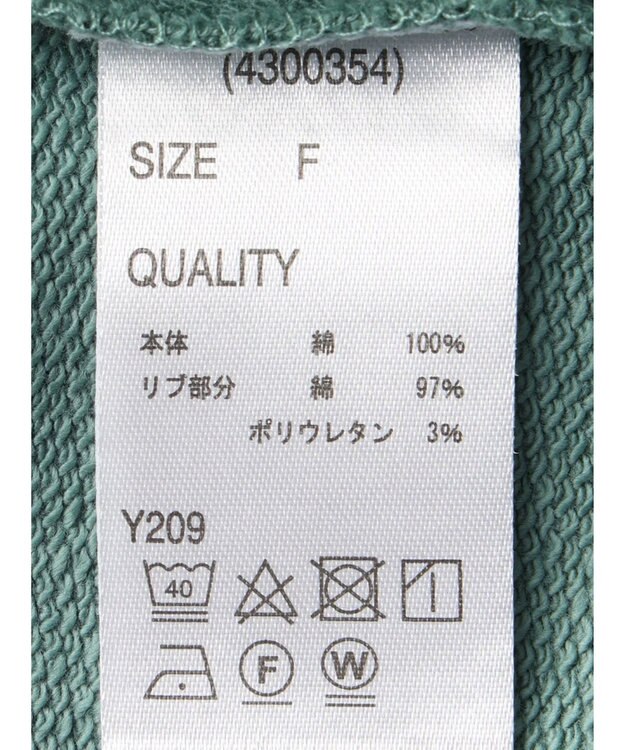 (4300354)
SIZE F
QUALITY
本体 綿 100%
リブ部分 綿 97%
ポリウレタン 3%
Y209
40
F W